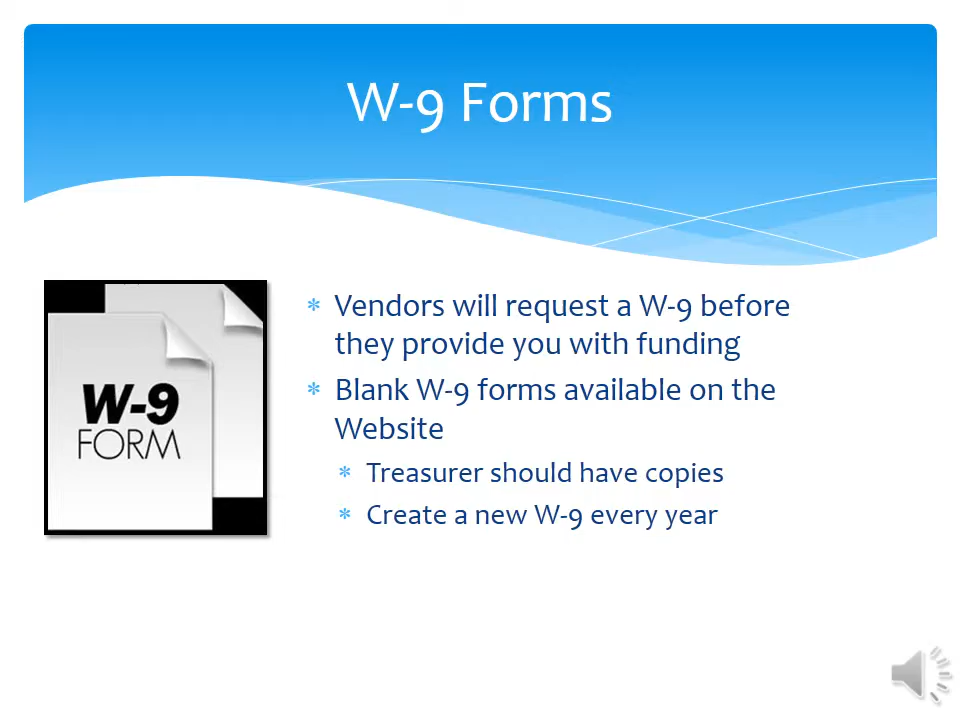 W-9 Forms
W-9
FORM
* Vendors will request a W-9 before
they provide you with funding
* Blank W-9 forms available on the
Website
* Treasurer should have copies
* Create a new W-9 every year